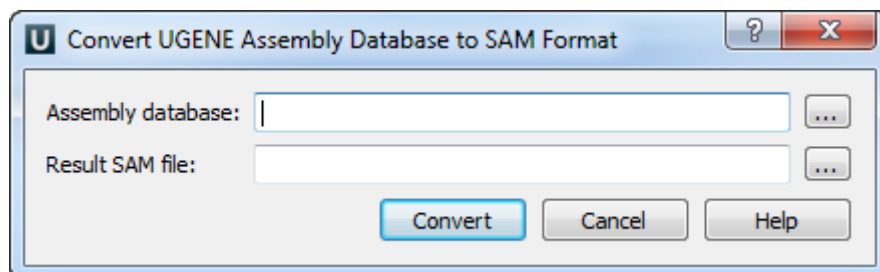 U Convert UGENE Assembly Database to SAM Format ? X
Assembly database: ...
Result SAM file: ...
Convert Cancel Help